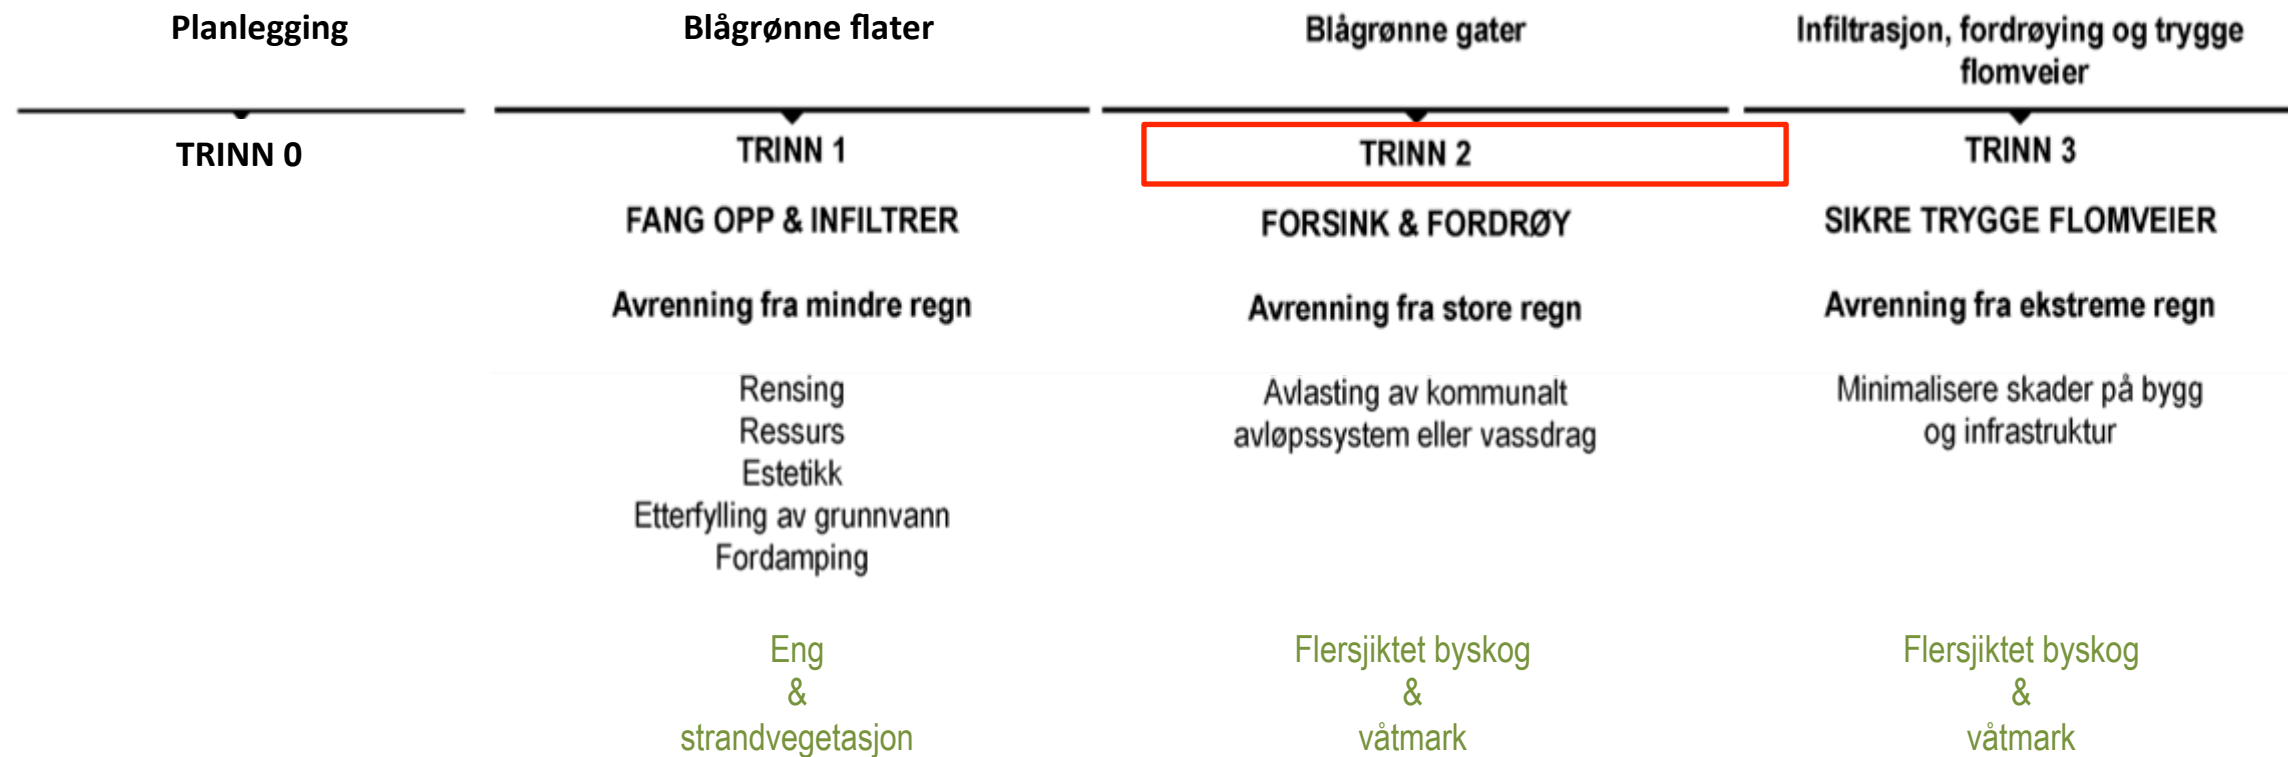 Planlegging
TRINN 0
Blågrønne flater
TRINN 1
FANG OPP & INFILTRER
Avrenning fra mindre regn
Rensing
Ressurs
Estetikk
Etterfylling av grunnvann
Fordamping
Eng
&
strandvegetasjon
Blågrønne gater
TRINN 2
FORSINK & FORDRØY
Avrenning fra store regn
Avlasting av kommunalt
avløpssystem eller vassdrag
Flersjiktet byskog
&
våtmark
Infiltrasjon, fordrøying og trygge
flomveier
TRINN 3
SIKRE TRYGGE FLOMVEIER
Avrenning fra ekstreme regn
Minimalisere skader på bygg
og infrastruktur
Flersjiktet byskog
&
våtmark